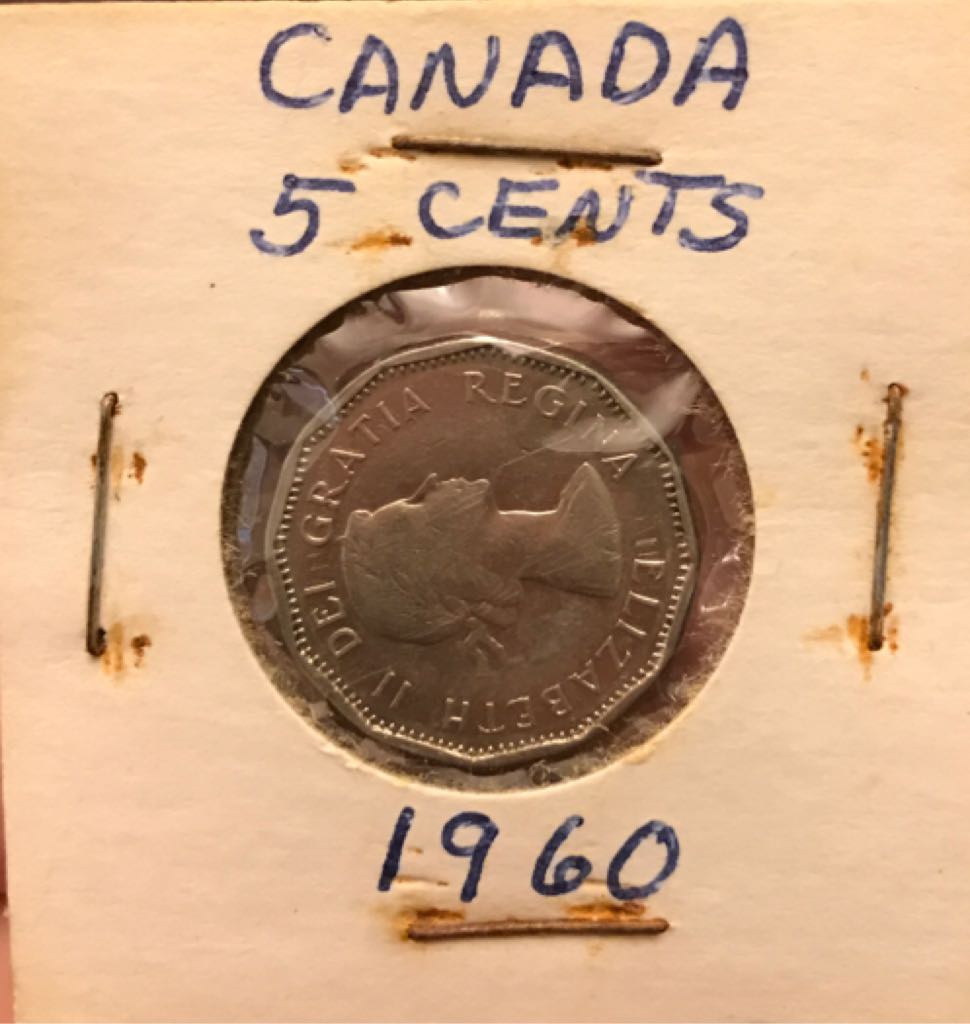 CANADA
5 CENTS
ELIZABETH II DEI GRATIA REGINA
1960